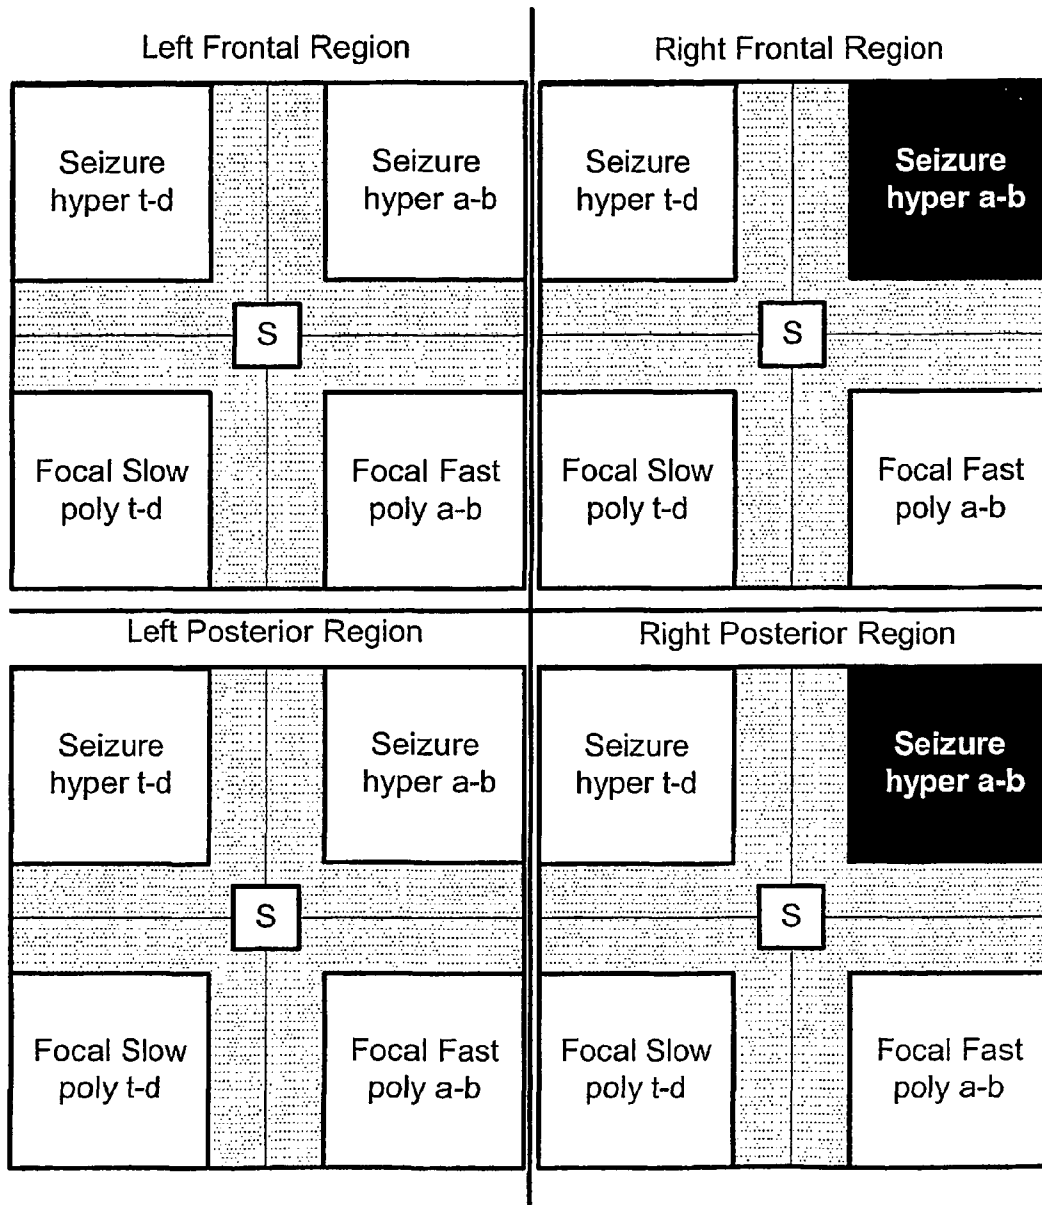 Left Frontal Region
Seizure
hyper t-d
Seizure
hyper a-b
S
Focal Slow
poly t-d
Focal Fast
poly a-b
Right Frontal Region
Seizure
hyper t-d
Seizure
hyper a-b
S
Focal Slow
poly t-d
Focal Fast
poly a-b
Left Posterior Region
Seizure
hyper t-d
Seizure
hyper a-b
S
Focal Slow
poly t-d
Focal Fast
poly a-b
Right Posterior Region
Seizure
hyper t-d
Seizure
hyper a-b
S
Focal Slow
poly t-d
Focal Fast
poly a-b